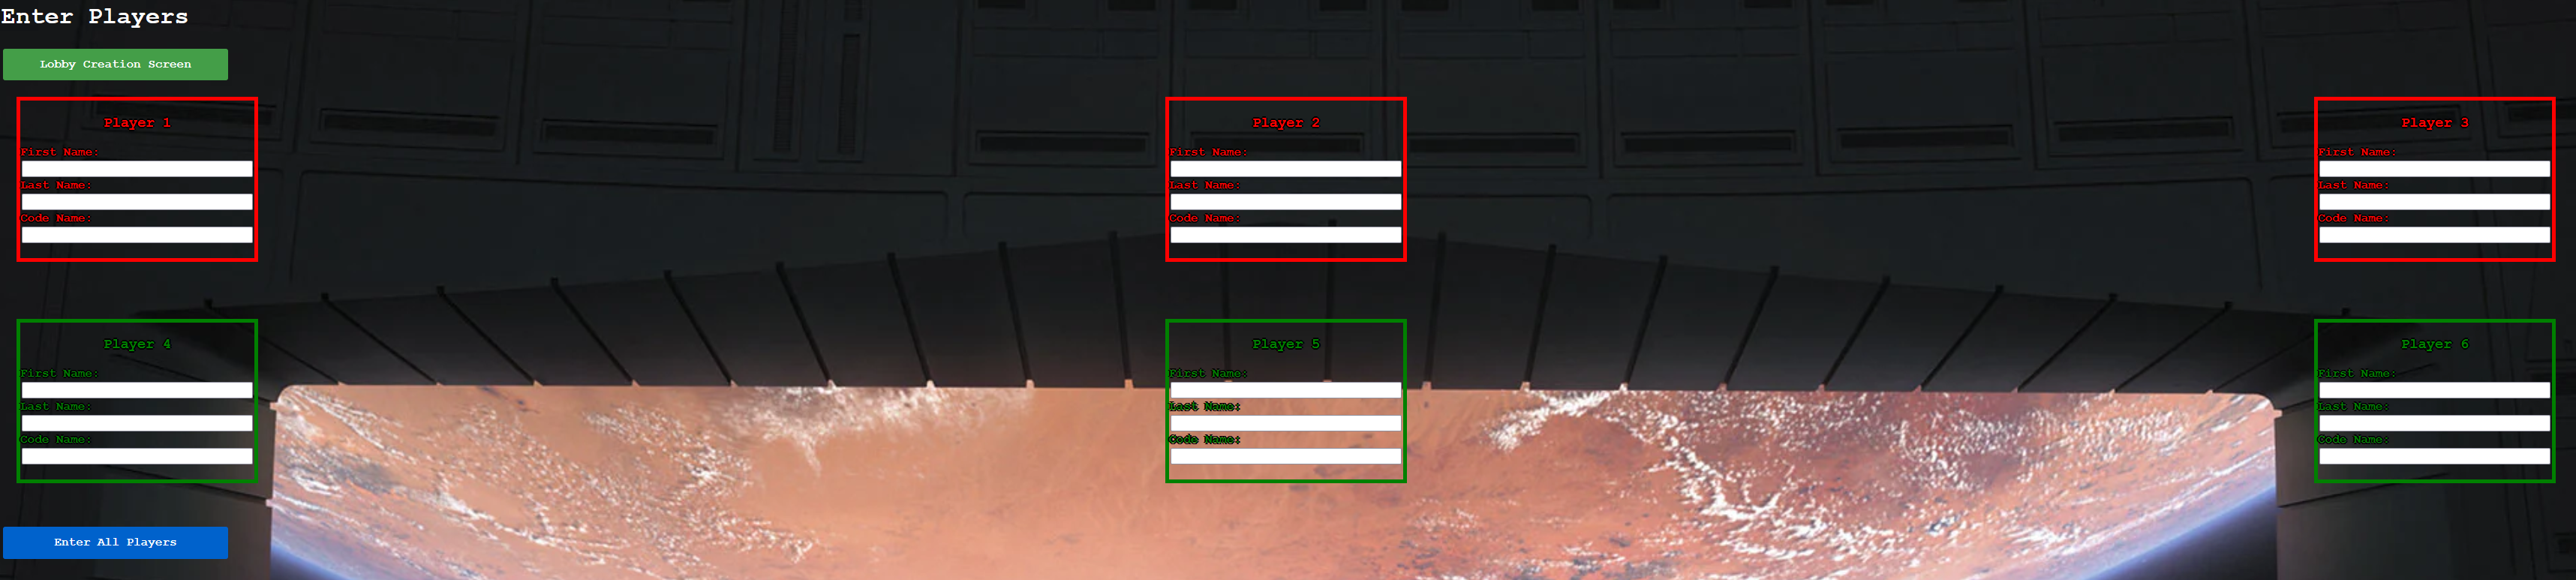 Enter Players
Lobby Creation Screen
Player 1
First Name:
Last Name:
Code Name:
Player 2
First Name:
Last Name:
Code Name:
Player 3
First Name:
Last Name:
Code Name:
Player 4
First Name:
Last Name:
Code Name:
Player 5
First Name:
Last Name:
Code Name:
Player 6
First Name:
Last Name:
Code Name:
Enter All Players